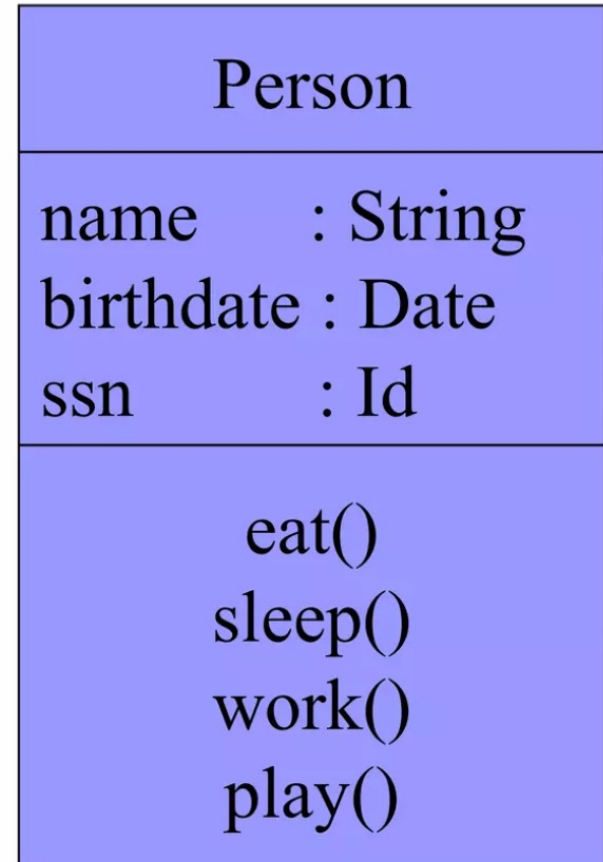 Person
name : String
birthdate : Date
ssn : Id
eat()
sleep()
work()
play()